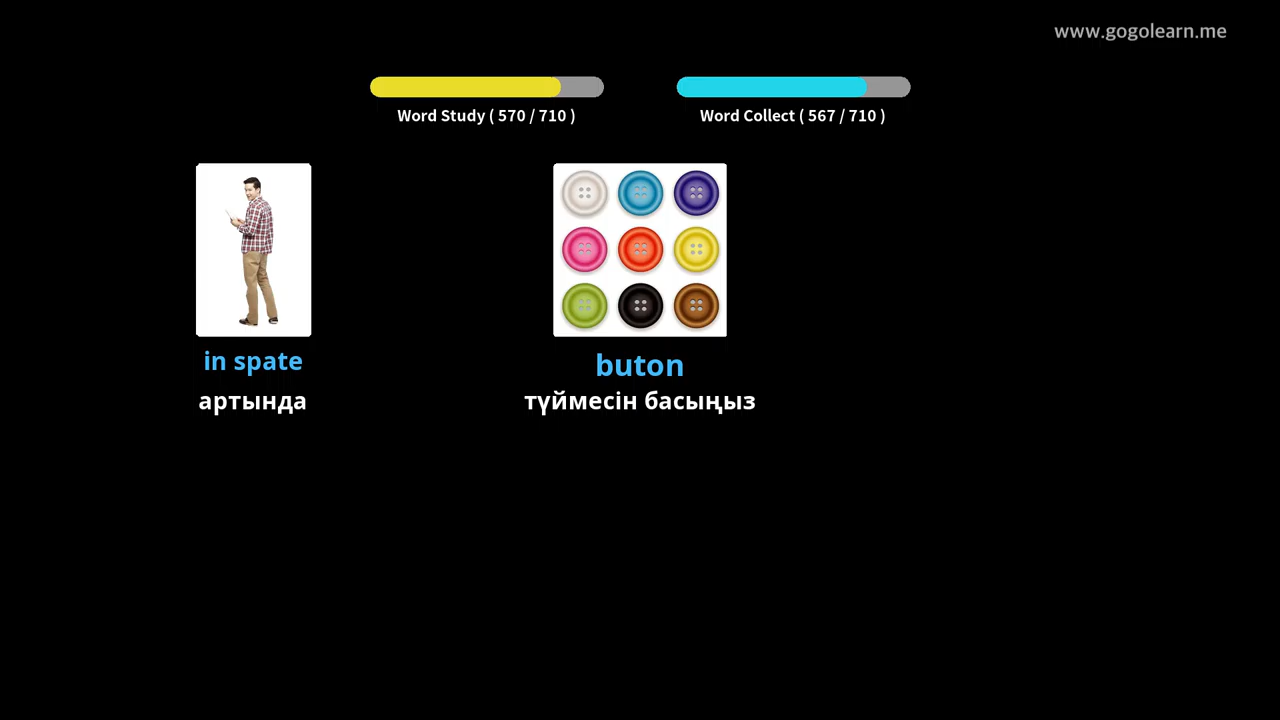 www.gogolearn.me
Word Study ( 570 / 710 )
Word Collect ( 567 / 710 )
in spate
артында
buton
түймесін басыңыз